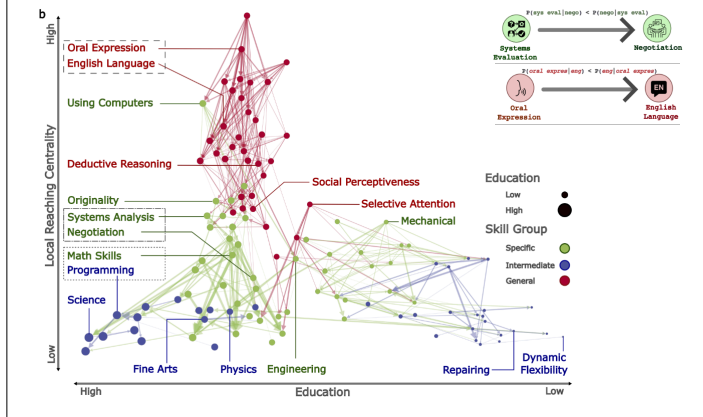 b
High
Local Reaching Centrality
Low
Oral Expression
English Language
Using Computers
Deductive Reasoning
Social Perceptiveness
Selective Attention
Originality
Systems Analysis
Mechanical
Negotiation
Math Skills
Programming
Science
Fine Arts
Physics
Engineering
Repairing
Dynamic
Flexibility
High
Education
Low
P(sys eval|nego) < P(nego|sys eval)
Systems
Evaluation
Negotiation
P(oral expres|eng) < P(eng|oral expres)
EN
Oral
Expression
English
Language
Education
Low
High
Skill Group
Specific
Intermediate
General